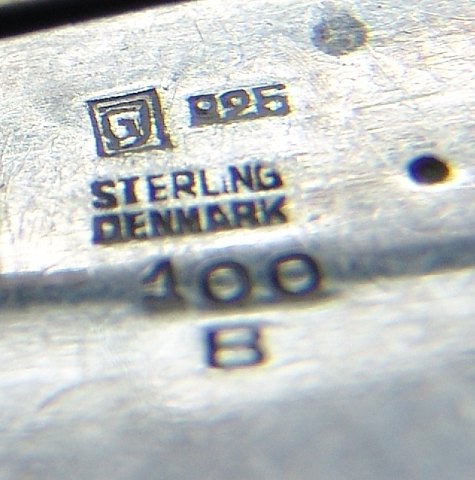 G 925
STERLING
DENMARK
100
B